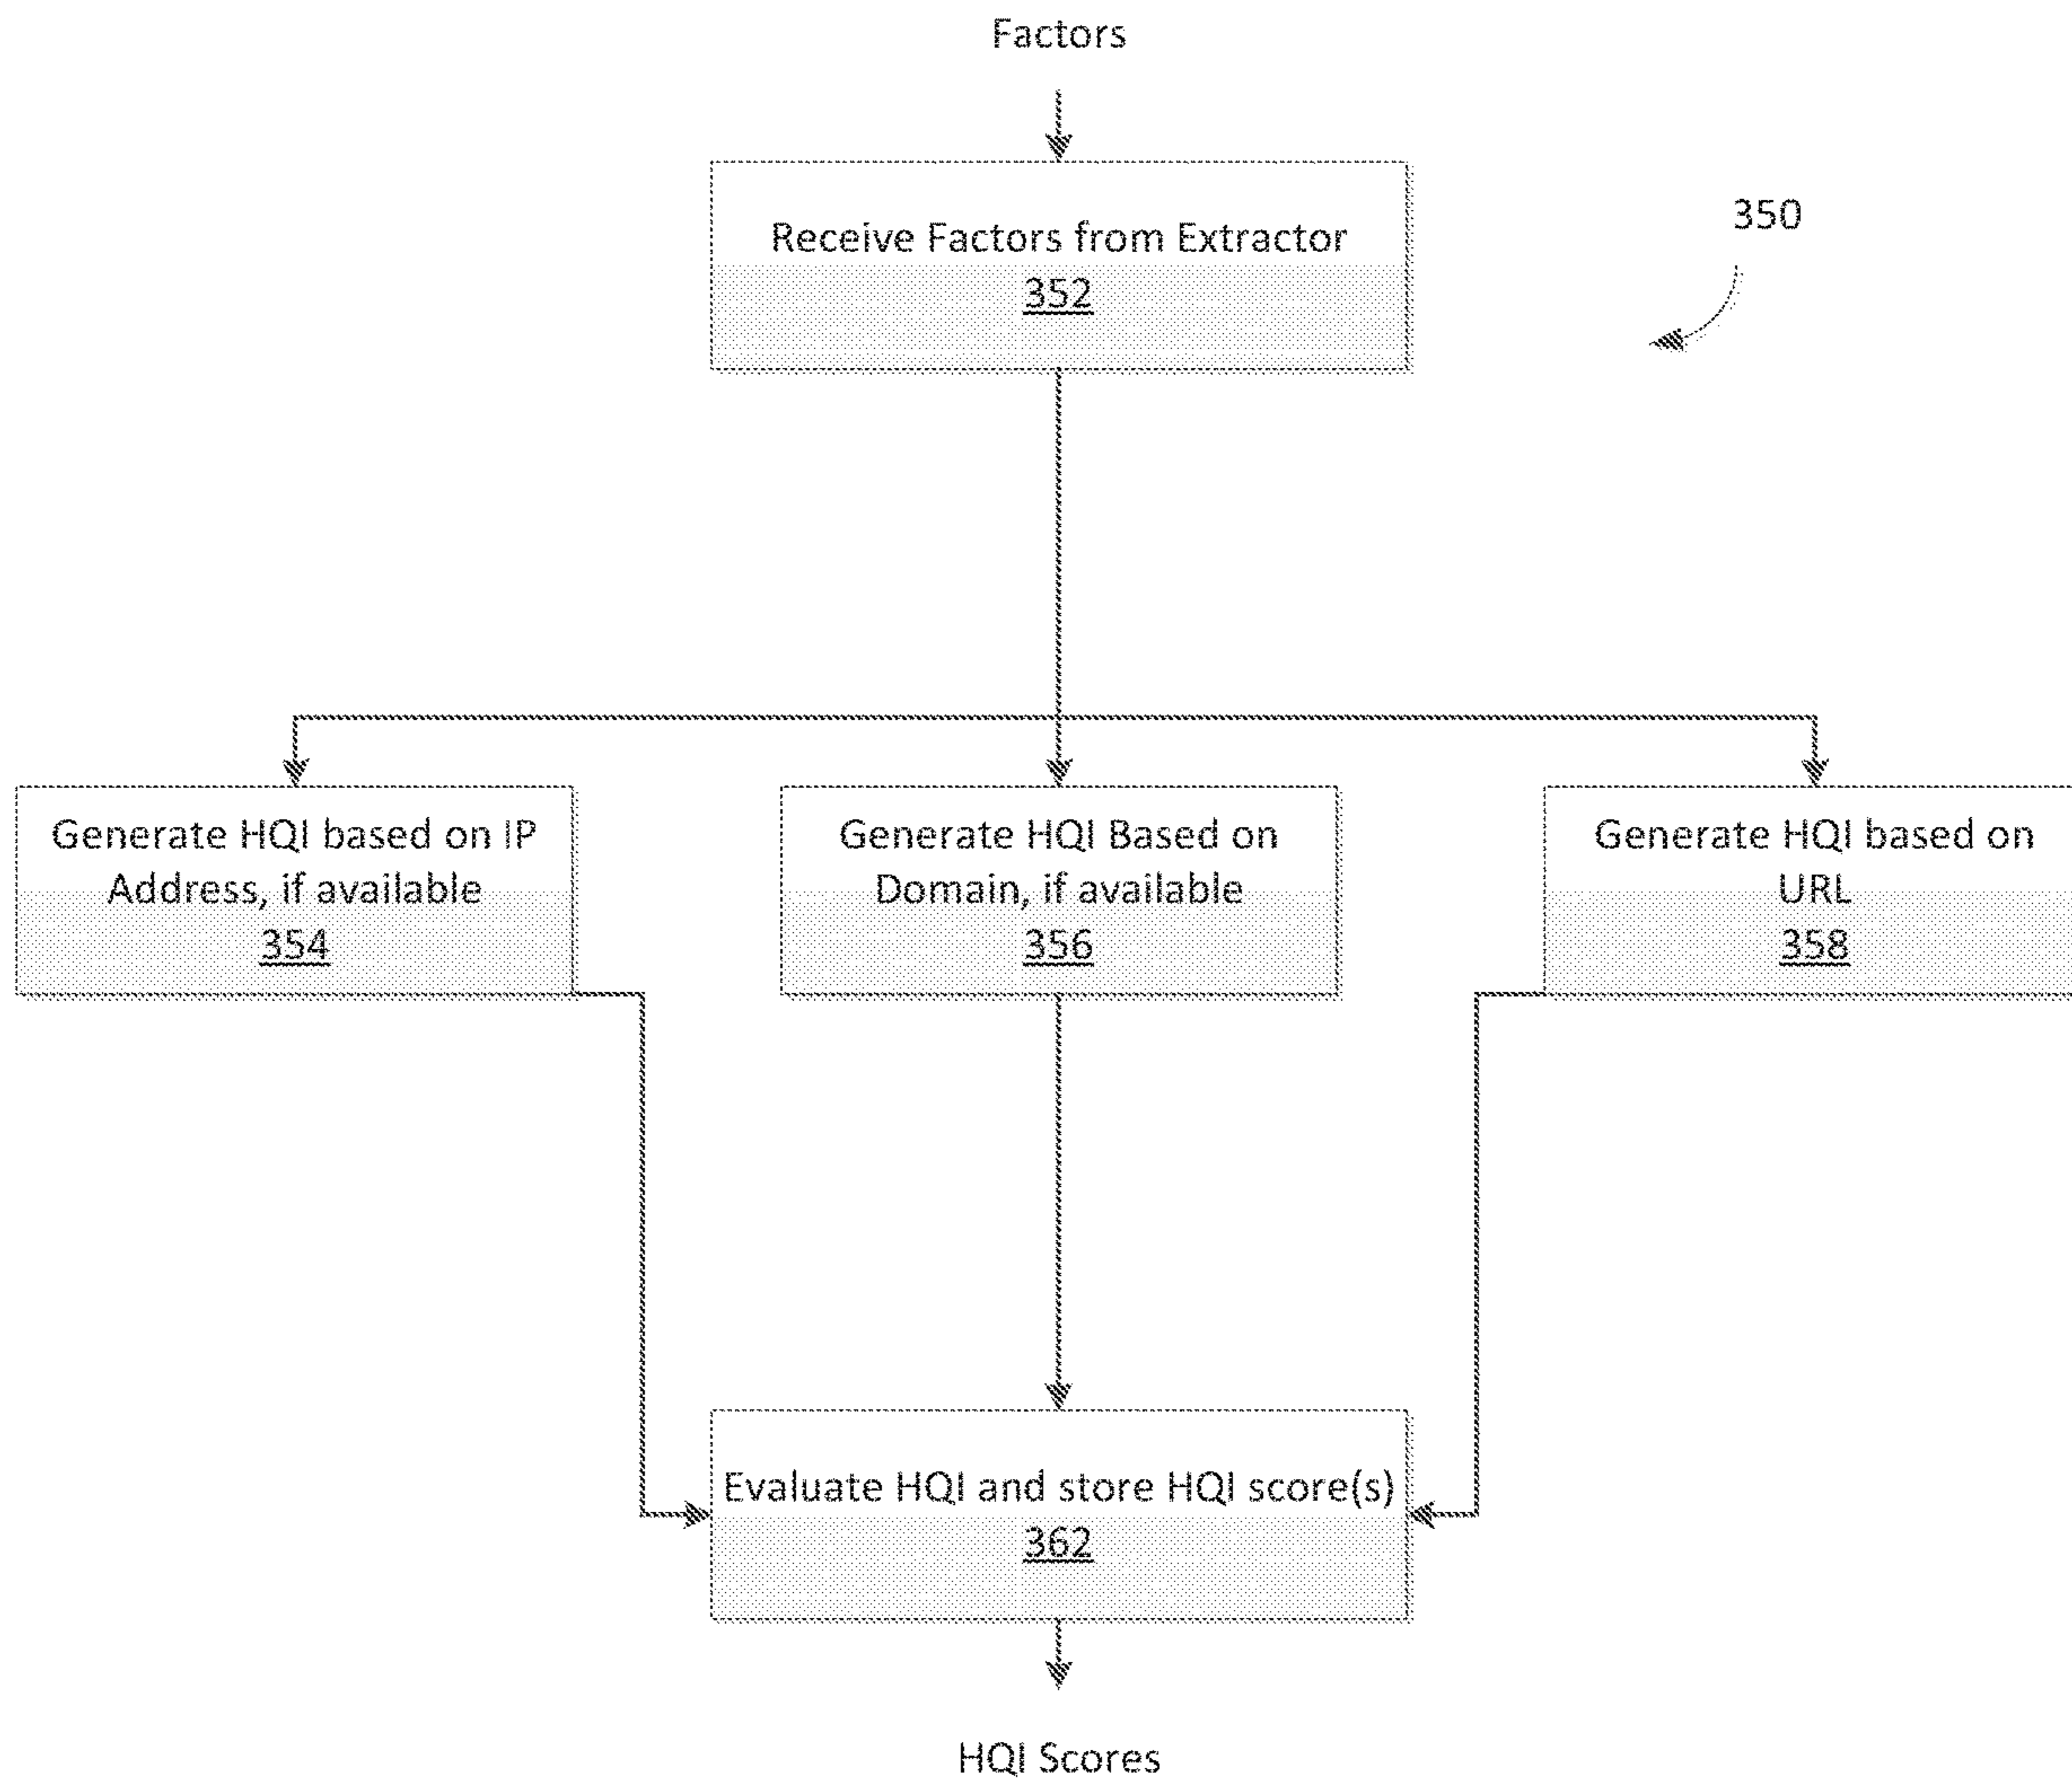 Factors
Receive Factors from Extractor
352
350
Generate HQI based on IP
Address, if available
354
Generate HQI Based on
Domain, if available
356
Generate HQI based on
URL
358
Evaluate HQI and store HQI score(s)
362
HQI Scores